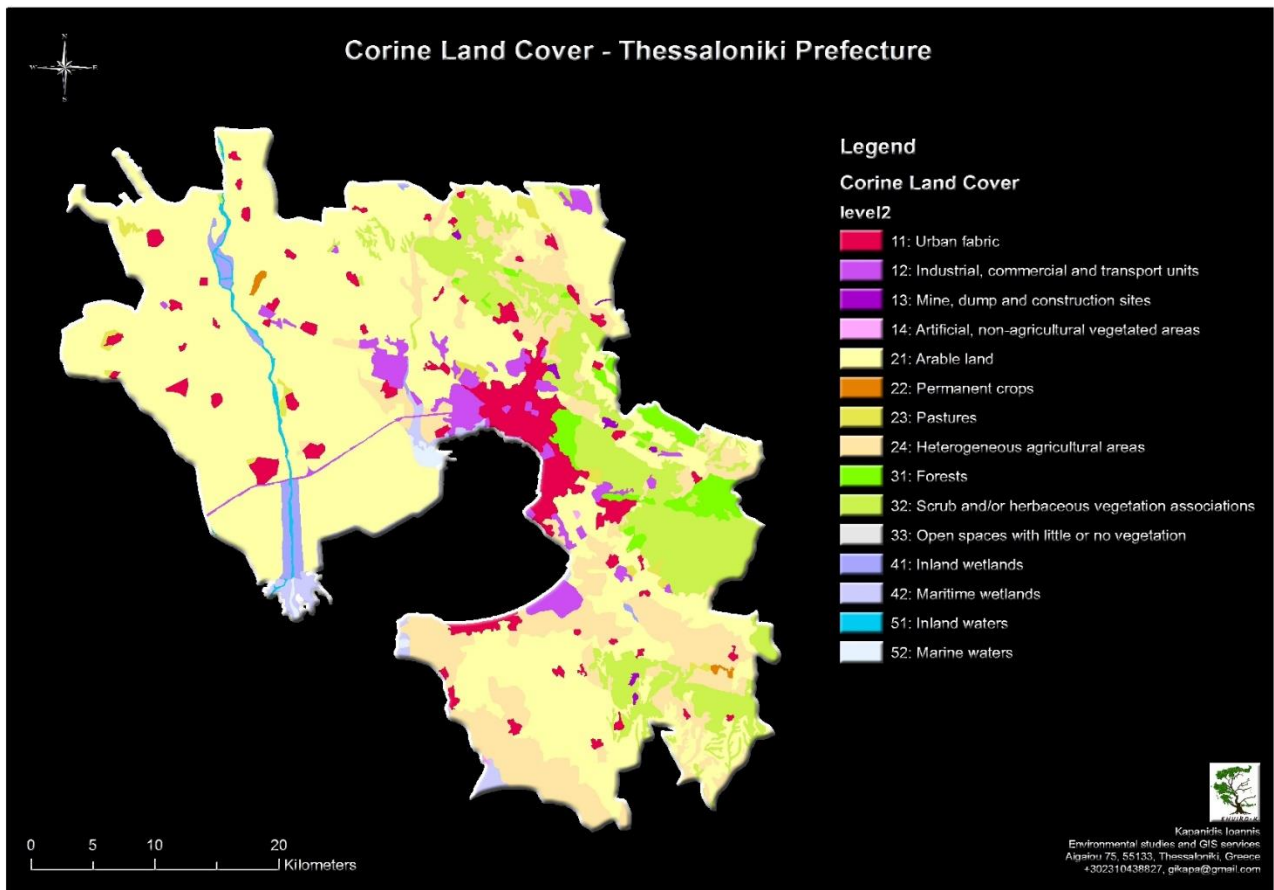 Corine Land Cover - Thessaloniki Prefecture
N
W
E
S
Legend
Corine Land Cover
level2
11: Urban fabric
12: Industrial, commercial and transport units
13: Mine, dump and construction sites
14: Artificial, non-agricultural vegetated areas
21: Arable land
22: Permanent crops
23: Pastures
24: Heterogeneous agricultural areas
31: Forests
32: Scrub and/or herbaceous vegetation associations
33: Open spaces with little or no vegetation
41: Inland wetlands
42: Maritime wetlands
51: Inland waters
52: Marine waters
0 5 10 20
Kilometers
Kapanidis Ioannis
Environmental studies and GIS services
Aigaiou 75, 55133, Thessaloniki, Greece
+302310438827, gikapa@gmail.com